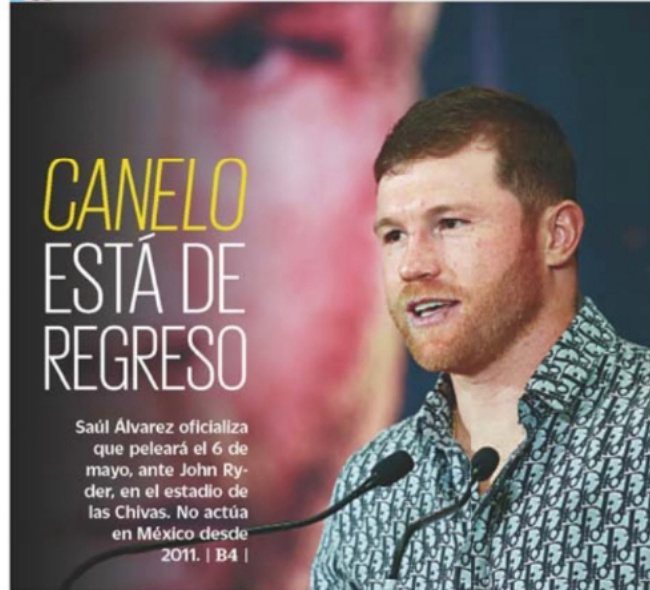 CANELO
ESTÁ DE
REGRESO
Saúl Álvarez oficializa
que peleará el 6 de
mayo, ante John Ry-
der, en el estadio de
las Chivas. No actúa
en México desde
2011. | B4 |